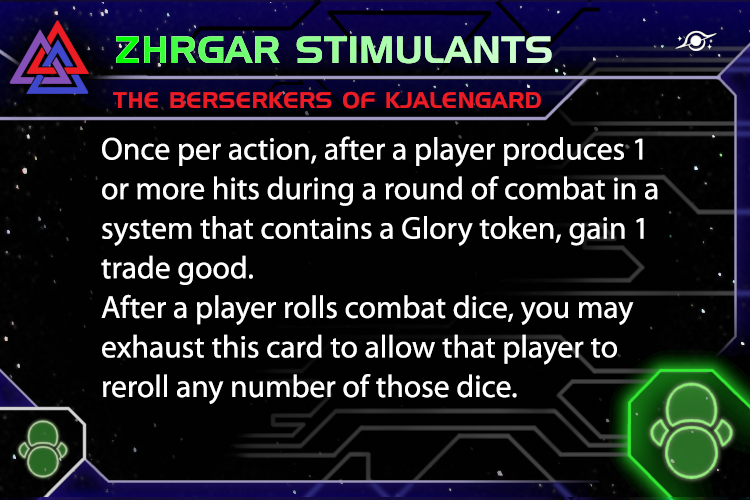 ZHRGAR STIMULANTS
THE BERSERKERS OF KJALENGARD
Once per action, after a player produces 1
or more hits during a round of combat in a
system that contains a Glory token, gain 1
trade good.
After a player rolls combat dice, you may
exhaust this card to allow that player to
reroll any number of those dice.